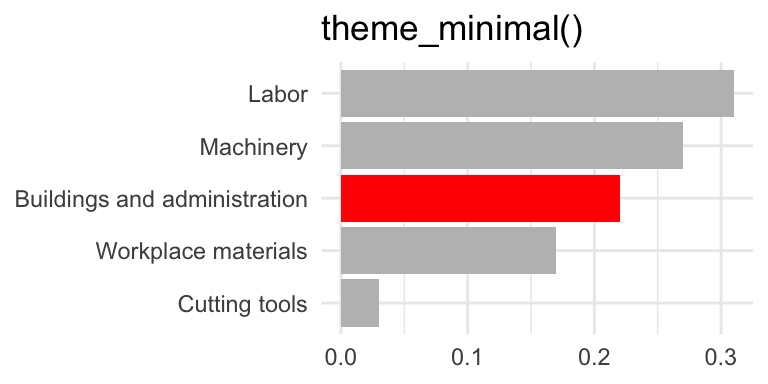 theme_minimal()
Labor
Machinery
Buildings and administration
Workplace materials
Cutting tools
0.0 0.1 0.2 0.3